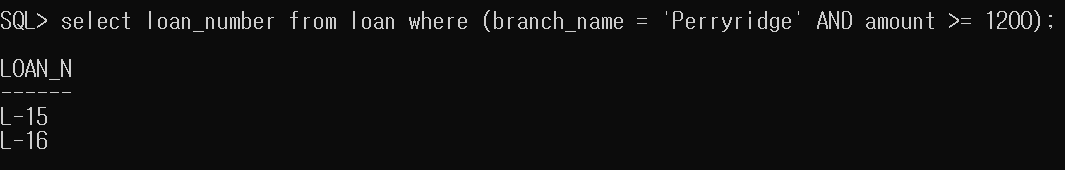 SQL> select loan_number from loan where (branch_name = 'Perryridge' AND amount >= 1200);
LOAN_N
------
L-15
L-16